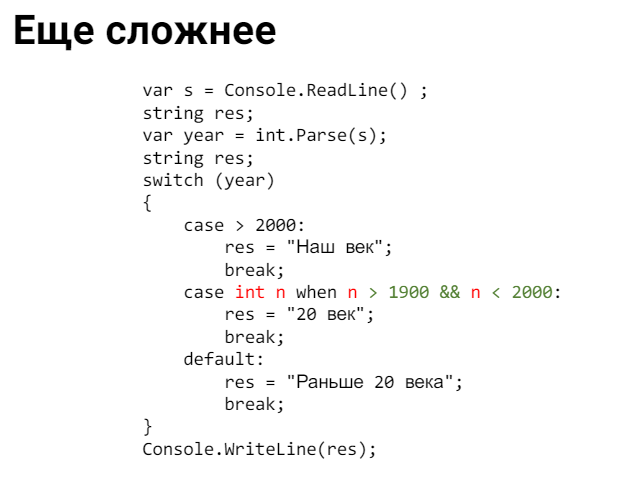 Еще сложнее
var s = Console.ReadLine() ;
string res;
var year = int.Parse(s);
string res;
switch (year)
{
    case > 2000:
        res = "Наш век";
        break;
    case int n when n > 1900 && n < 2000:
        res = "20 век";
        break;
    default:
        res = "Раньше 20 века";
        break;
}
Console.WriteLine(res);